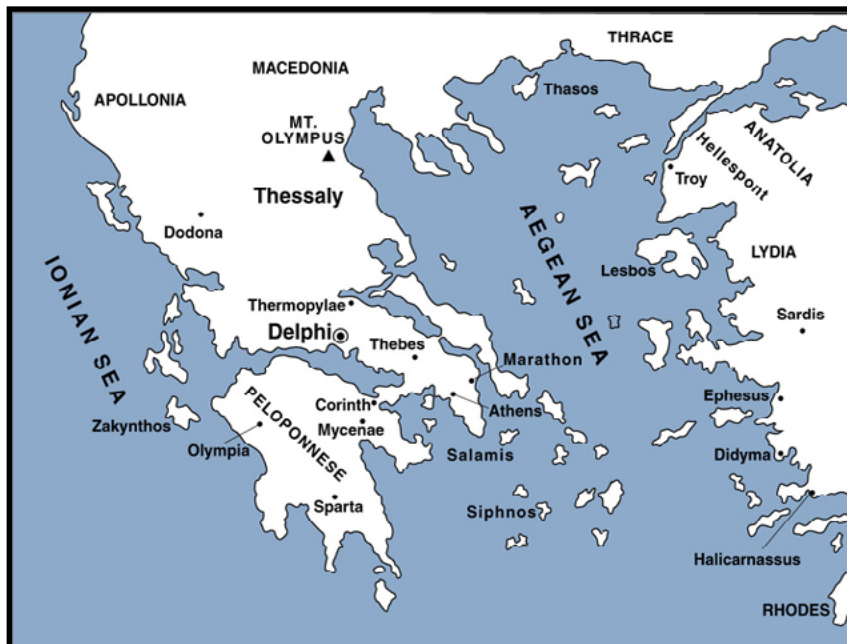 THRACE
MACEDONIA
Thasos
APOLLONIA
MT.
OLYMPUS
ANATOLIA
Hellespont
Troy
Thessaly
AEGEAN SEA
Dodona
LYDIA
IONIAN SEA
Lesbos
Thermopylae
Sardis
Delphi
Thebes
Marathon
PELOPONNESE
Ephesus
Corinth
Athens
Zakynthos
Mycenae
Olympia
Salamis
Didyma
Sparta
Siphnos
Halicarnassus
RHODES